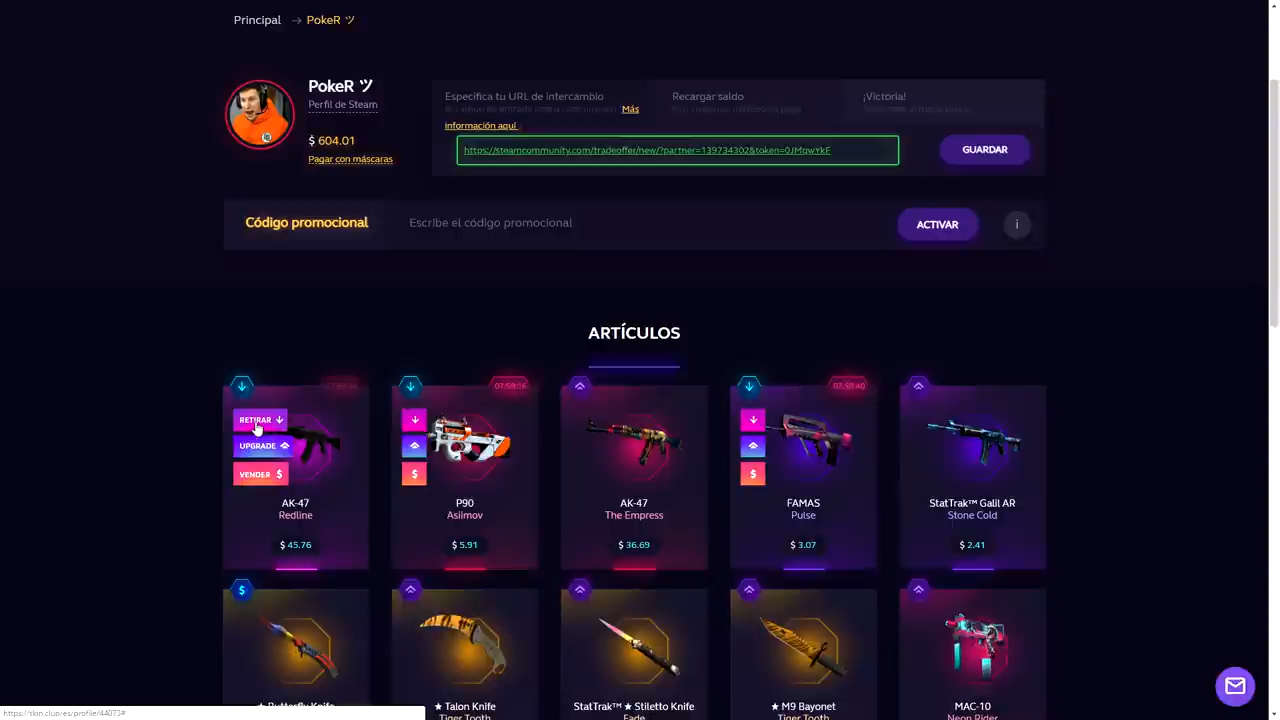 Principal → PokeR ツ
PokeR ツ
Perfil de Steam
$ 604.01
Pagar con máscaras
Especifica tu URL de intercambio
Recargar saldo
¡Victoria!
Más
información aquí.
https://steamcommunity.com/tradeoffer/new/?partner=139734302&token=0JMqwYkF
GUARDAR
Código promocional
Escribe el código promocional
ACTIVAR
i
ARTÍCULOS
07:59:16
07:59:40
RETIRAR
UPGRADE
VENDER $
$
$
AK-47
Redline
$ 45.76
P90
Asiimov
$ 5.91
AK-47
The Empress
$ 36.69
FAMAS
Pulse
$ 3.07
StatTrak™ Galil AR
Stone Cold
$ 2.41
$
★ Butterfly Knife
★ Talon Knife
Tiger Tooth
StatTrak™ ★ Stiletto Knife
Fade
★ M9 Bayonet
Tiger Tooth
MAC-10
Neon Rider
https://skin.club/es/profile/44073#